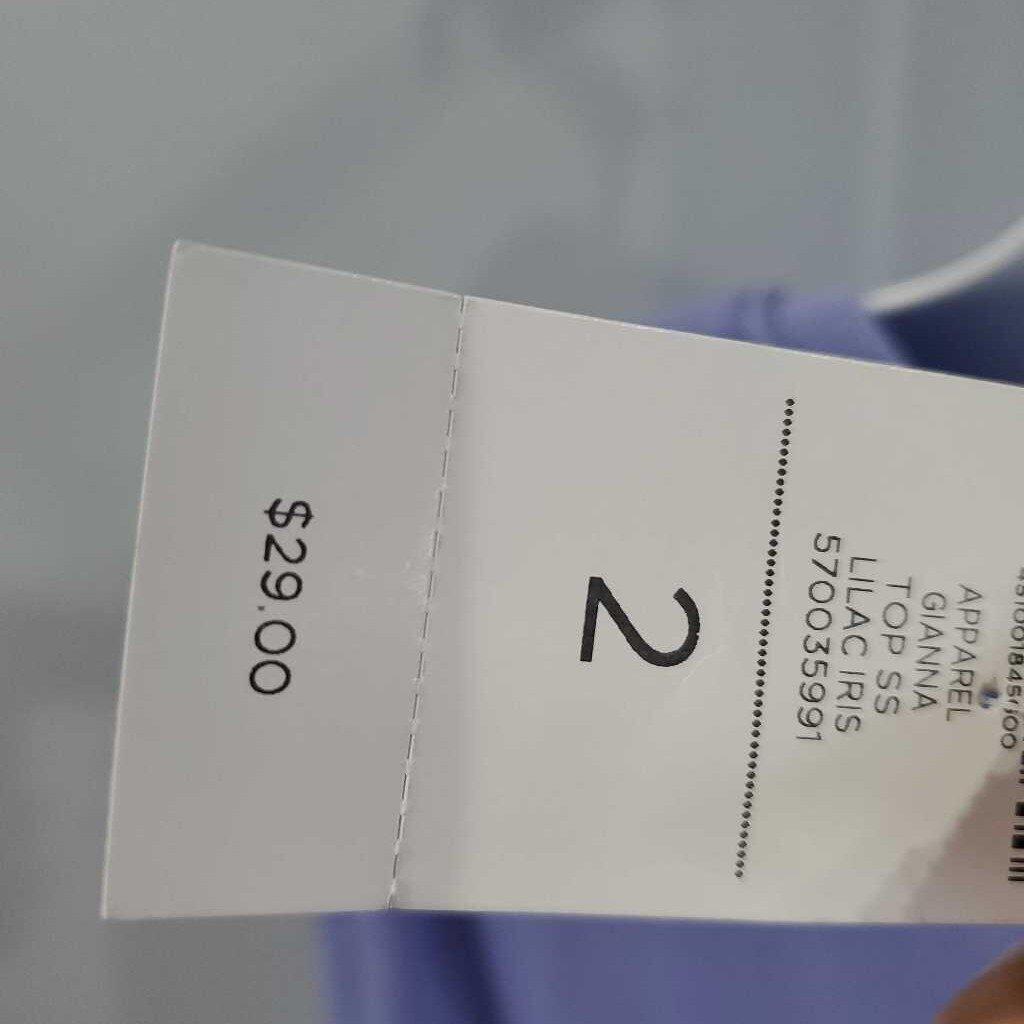 APPAREL
GIANNA
TOP SS
LILAC IRIS
570035991
2
$29.00